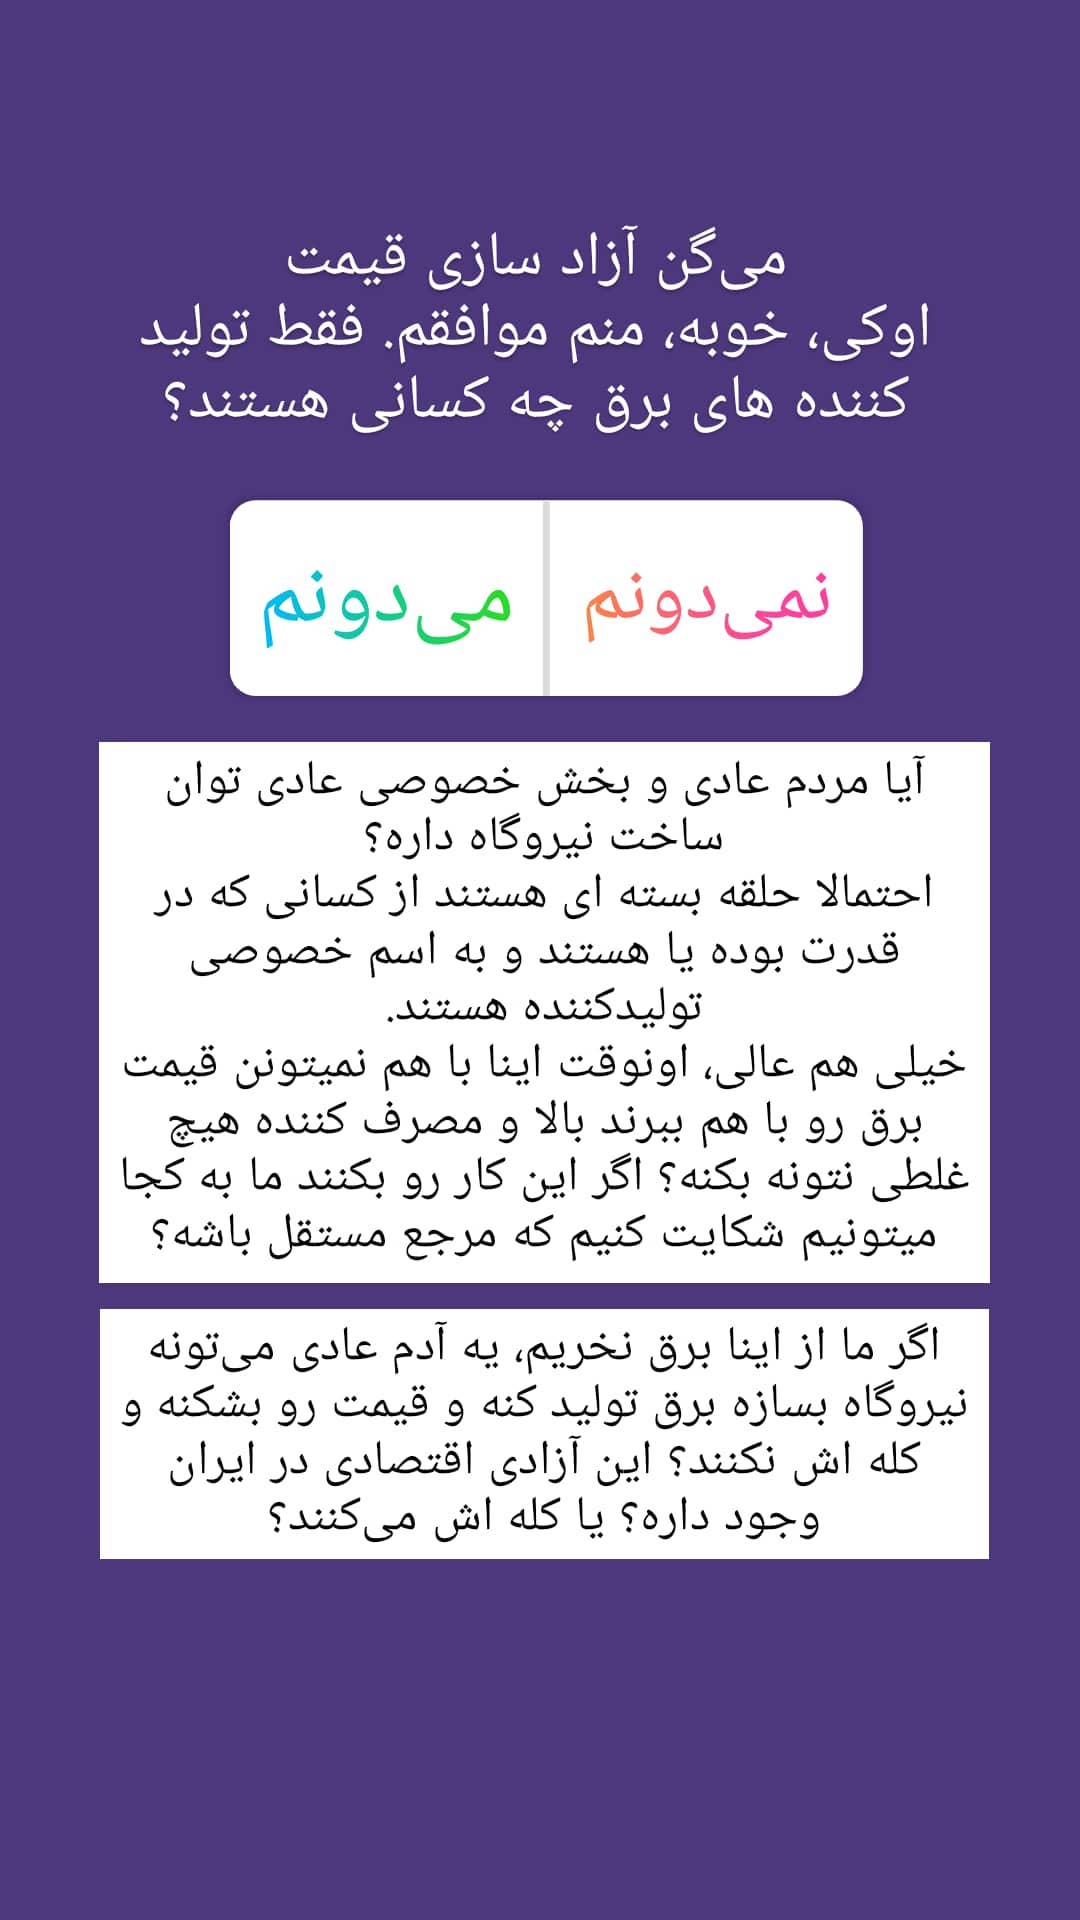 می‌گن آزاد سازی قیمت
اوکی، خوبه، منم موافقم. فقط تولید
کننده های برق چه کسانی هستند؟
نمی‌دونم
می‌دونم
آیا مردم عادی و بخش خصوصی عادی توان
ساخت نیروگاه داره؟
احتمالا حلقه بسته ای هستند از کسانی که در
قدرت بوده یا هستند و به اسم خصوصی
تولیدکننده هستند.
خیلی هم عالی، اونوقت اینا با هم نمیتونن قیمت
برق رو با هم ببرند بالا و مصرف کننده هیچ
غلطی نتونه بکنه؟ اگر این کار رو بکنند ما به کجا
میتونیم شکایت کنیم که مرجع مستقل باشه؟
اگر ما از اینا برق نخریم، یه آدم عادی می‌تونه
نیروگاه بسازه برق تولید کنه و قیمت رو بشکنه و
کله اش نکنند؟ این آزادی اقتصادی در ایران
وجود داره؟ یا کله اش می‌کنند؟